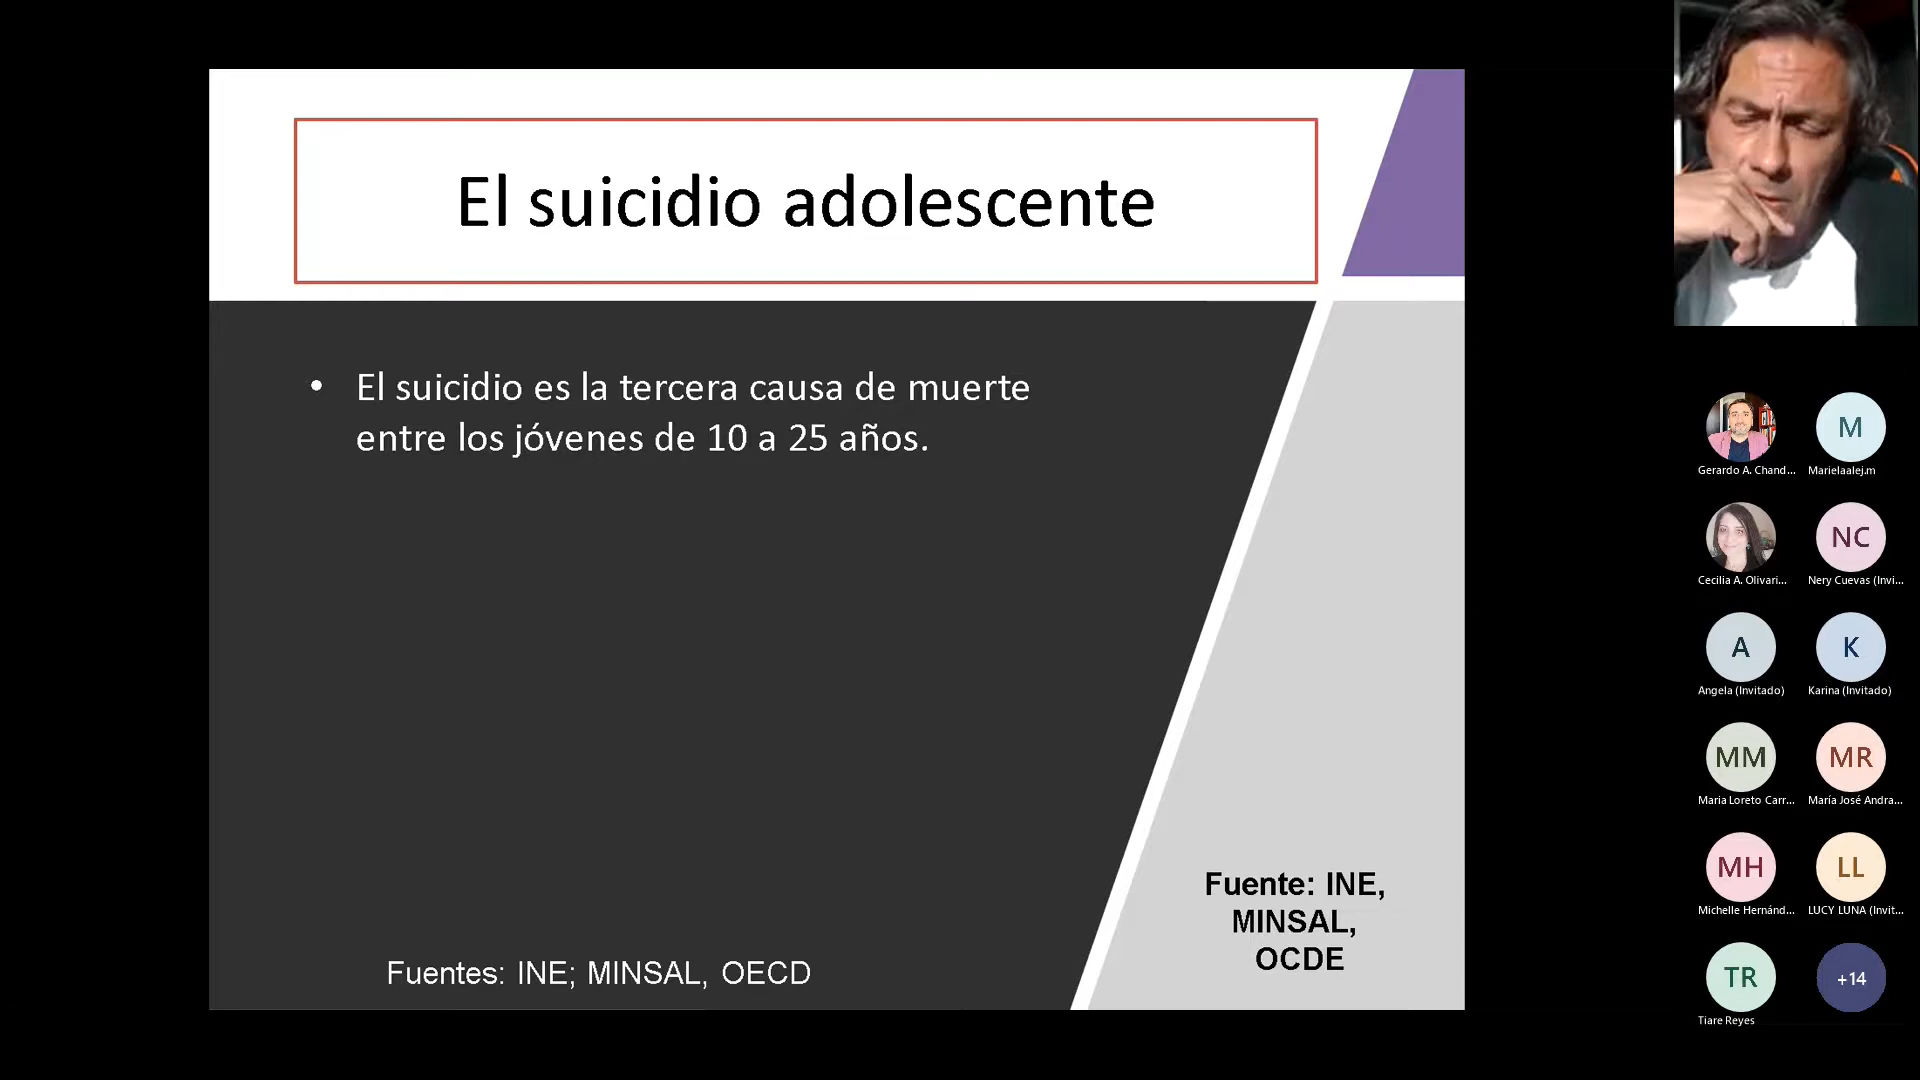 El suicidio adolescente
• El suicidio es la tercera causa de muerte
entre los jóvenes de 10 a 25 años.
Fuente: INE,
MINSAL,
OCDE
Fuentes: INE; MINSAL, OECD
Gerardo A. Chand...
M
Marielaalej.m
Cecilia A. Olivari...
NC
Nery Cuevas (Invi...
A
Angela (Invitado)
K
Karina (Invitado)
MM
Maria Loreto Carr...
MR
María José Andra...
MH
Michelle Hernánd...
LL
LUCY LUNA (Invit...
TR
Tiare Reyes
+14